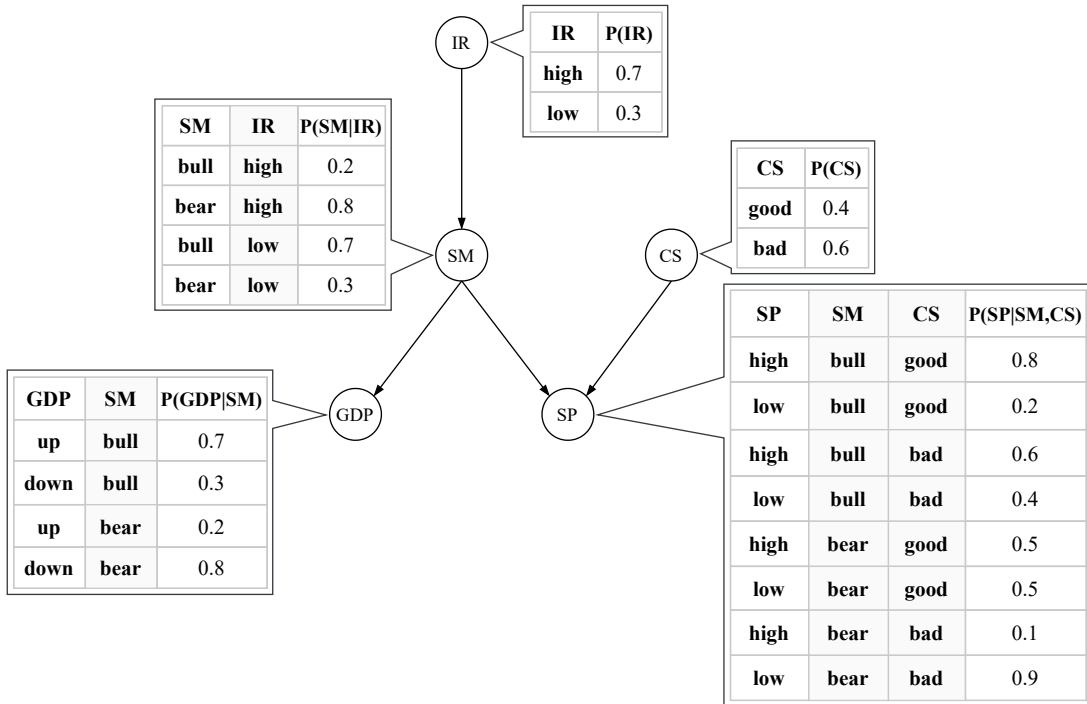 IR
IR P(IR)
high 0.7
low 0.3
SM IR P(SM|IR)
bull high 0.2
bear high 0.8
bull low 0.7
bear low 0.3
CS P(CS)
good 0.4
bad 0.6
SM
CS
SP SM CS P(SP|SM,CS)
high bull good 0.8
low bull good 0.2
high bull bad 0.6
low bull bad 0.4
high bear good 0.5
low bear good 0.5
high bear bad 0.1
low bear bad 0.9
GDP SM P(GDP|SM)
up bull 0.7
down bull 0.3
up bear 0.2
down bear 0.8
GDP
SP